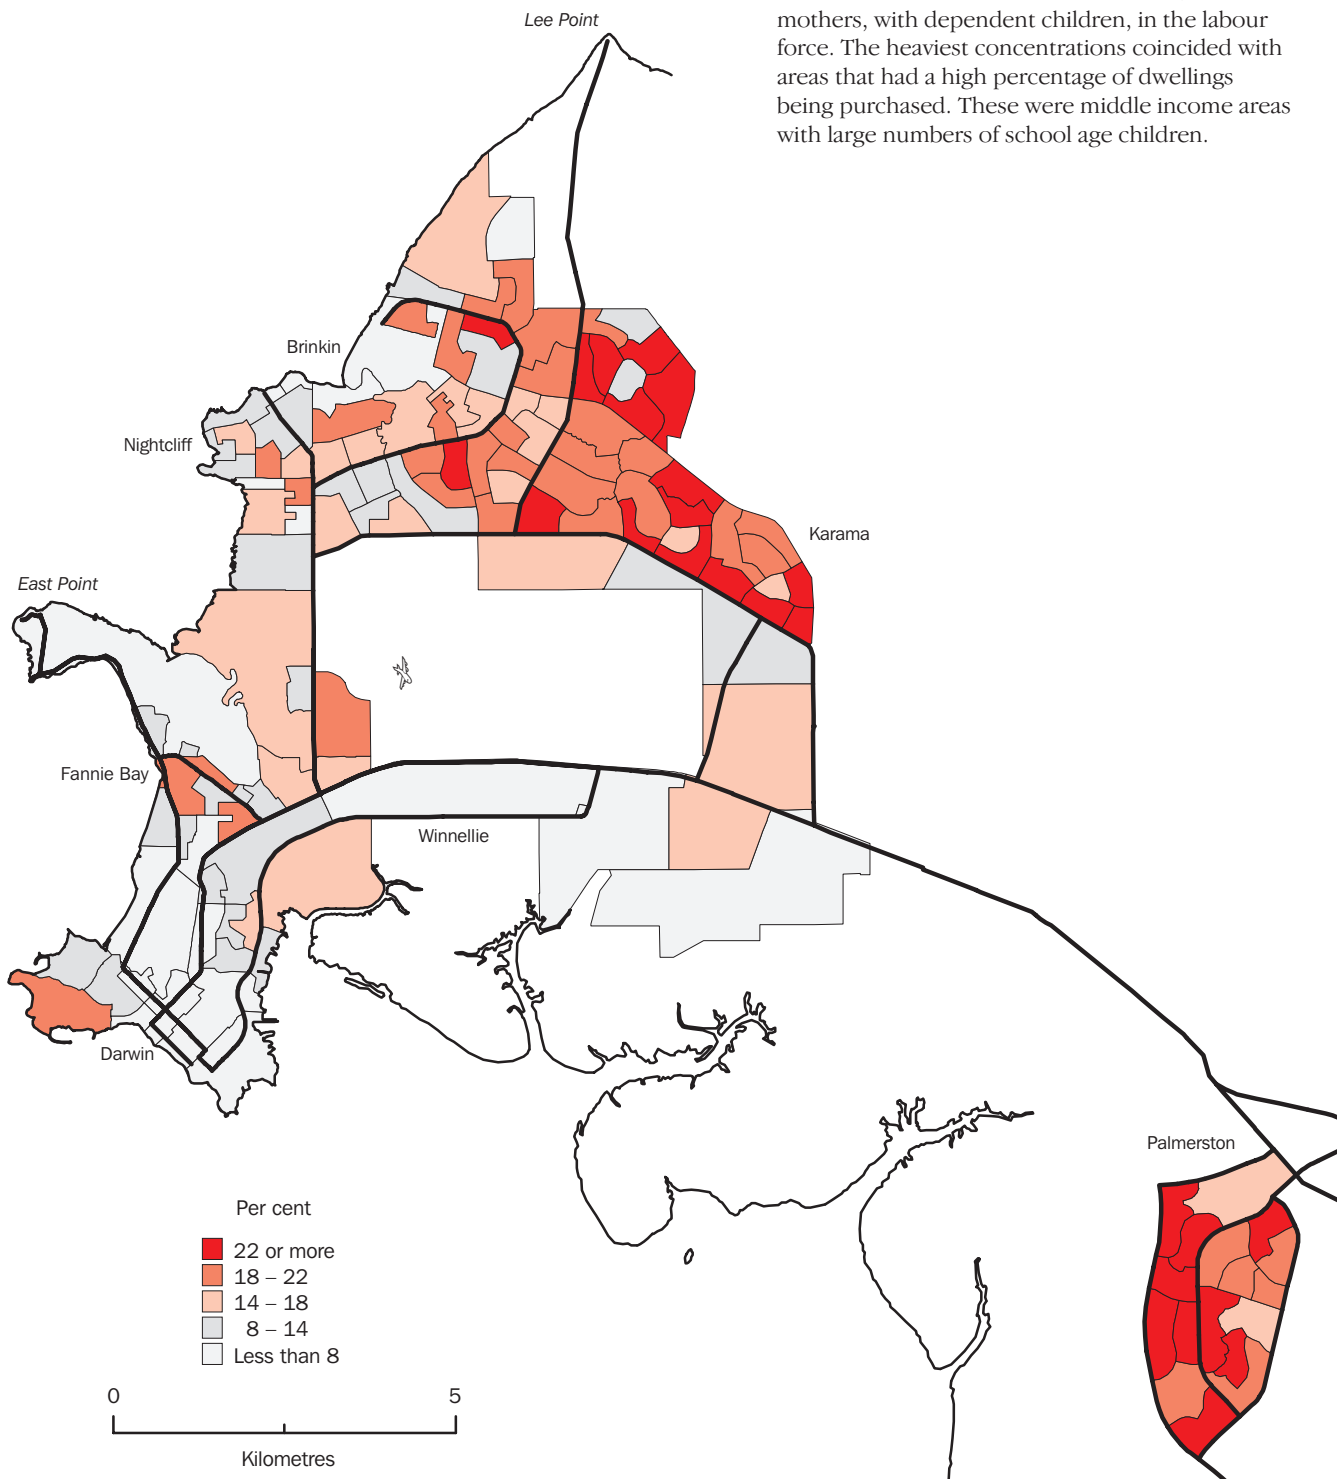 mothers, with dependent children, in the labour
force. The heaviest concentrations coincided with
areas that had a high percentage of dwellings
being purchased. These were middle income areas
with large numbers of school age children.
Lee Point
Brinkin
Nightcliff
Karama
East Point
Fannie Bay
Winnellie
Darwin
Palmerston
Per cent
22 or more
18 – 22
14 – 18
8 – 14
Less than 8
0 5
Kilometres